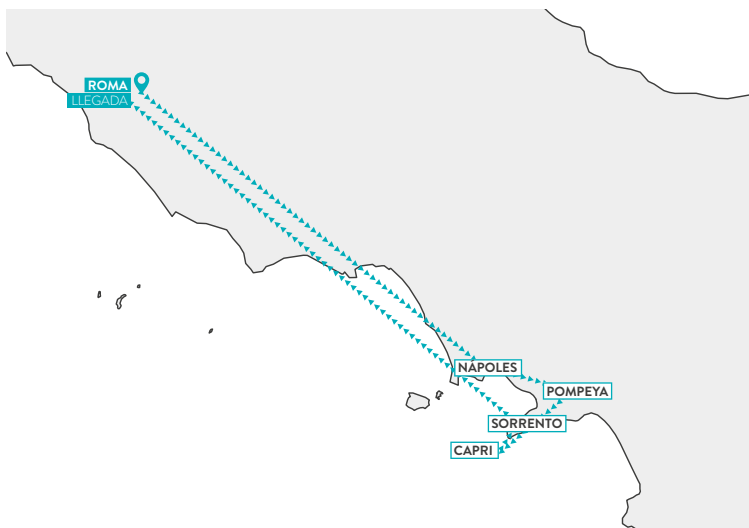 ROMA
LLEGADA
NÁPOLES
POMPEYA
SORRENTO
CAPRI